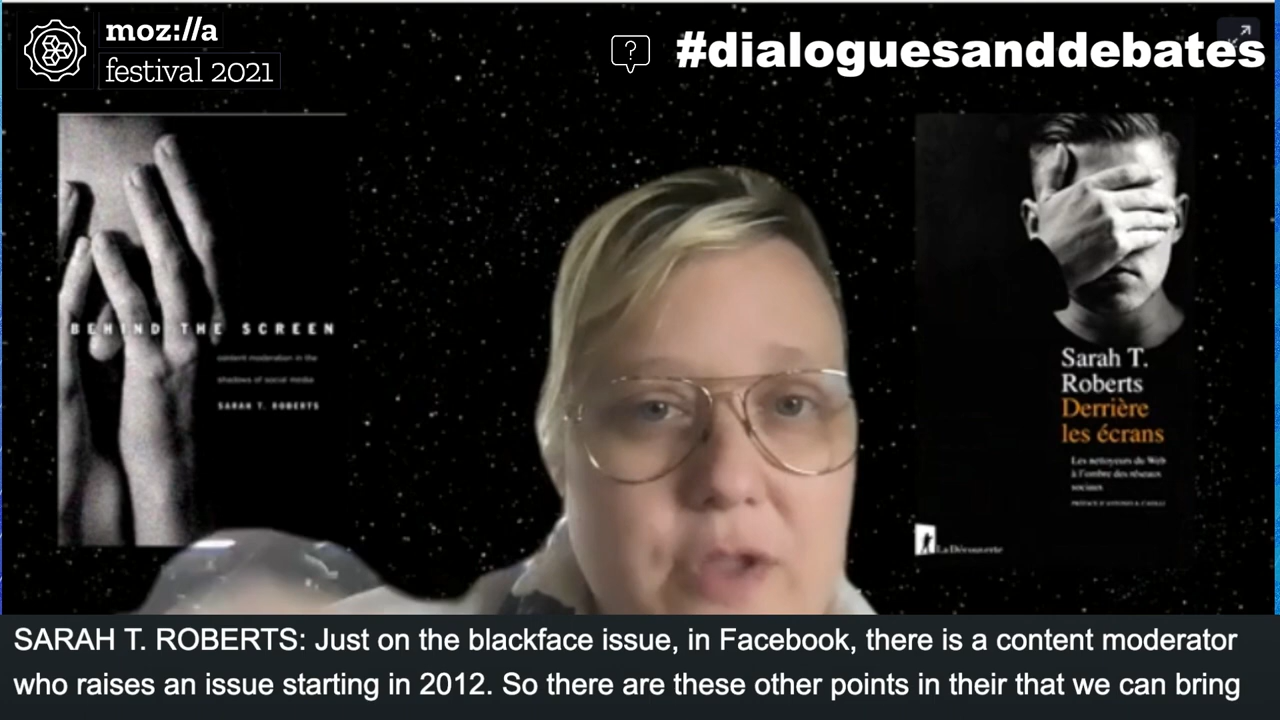 moz://a
festival 2021
?
#dialoguesanddebates
BEHIND THE SCREEN
content moderation in the
shadows of social media
SARAH T. ROBERTS
Sarah T.
Roberts
Derrière
les écrans
Les nettoyeurs du Web
à l'ombre des réseaux
sociaux
PRÉFACE D'ANTONIO A. CASILLI
La Découverte
SARAH T. ROBERTS: Just on the blackface issue, in Facebook, there is a content moderator
who raises an issue starting in 2012. So there are these other points in their that we can bring